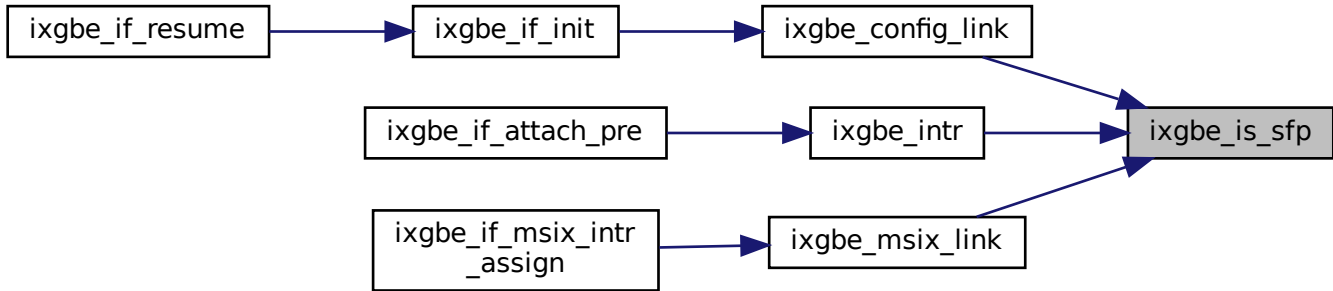 ixgbe_if_resume
ixgbe_if_init
ixgbe_config_link
ixgbe_if_attach_pre
ixgbe_intr
ixgbe_is_sfp
ixgbe_if_msix_intr
_assign
ixgbe_msix_link